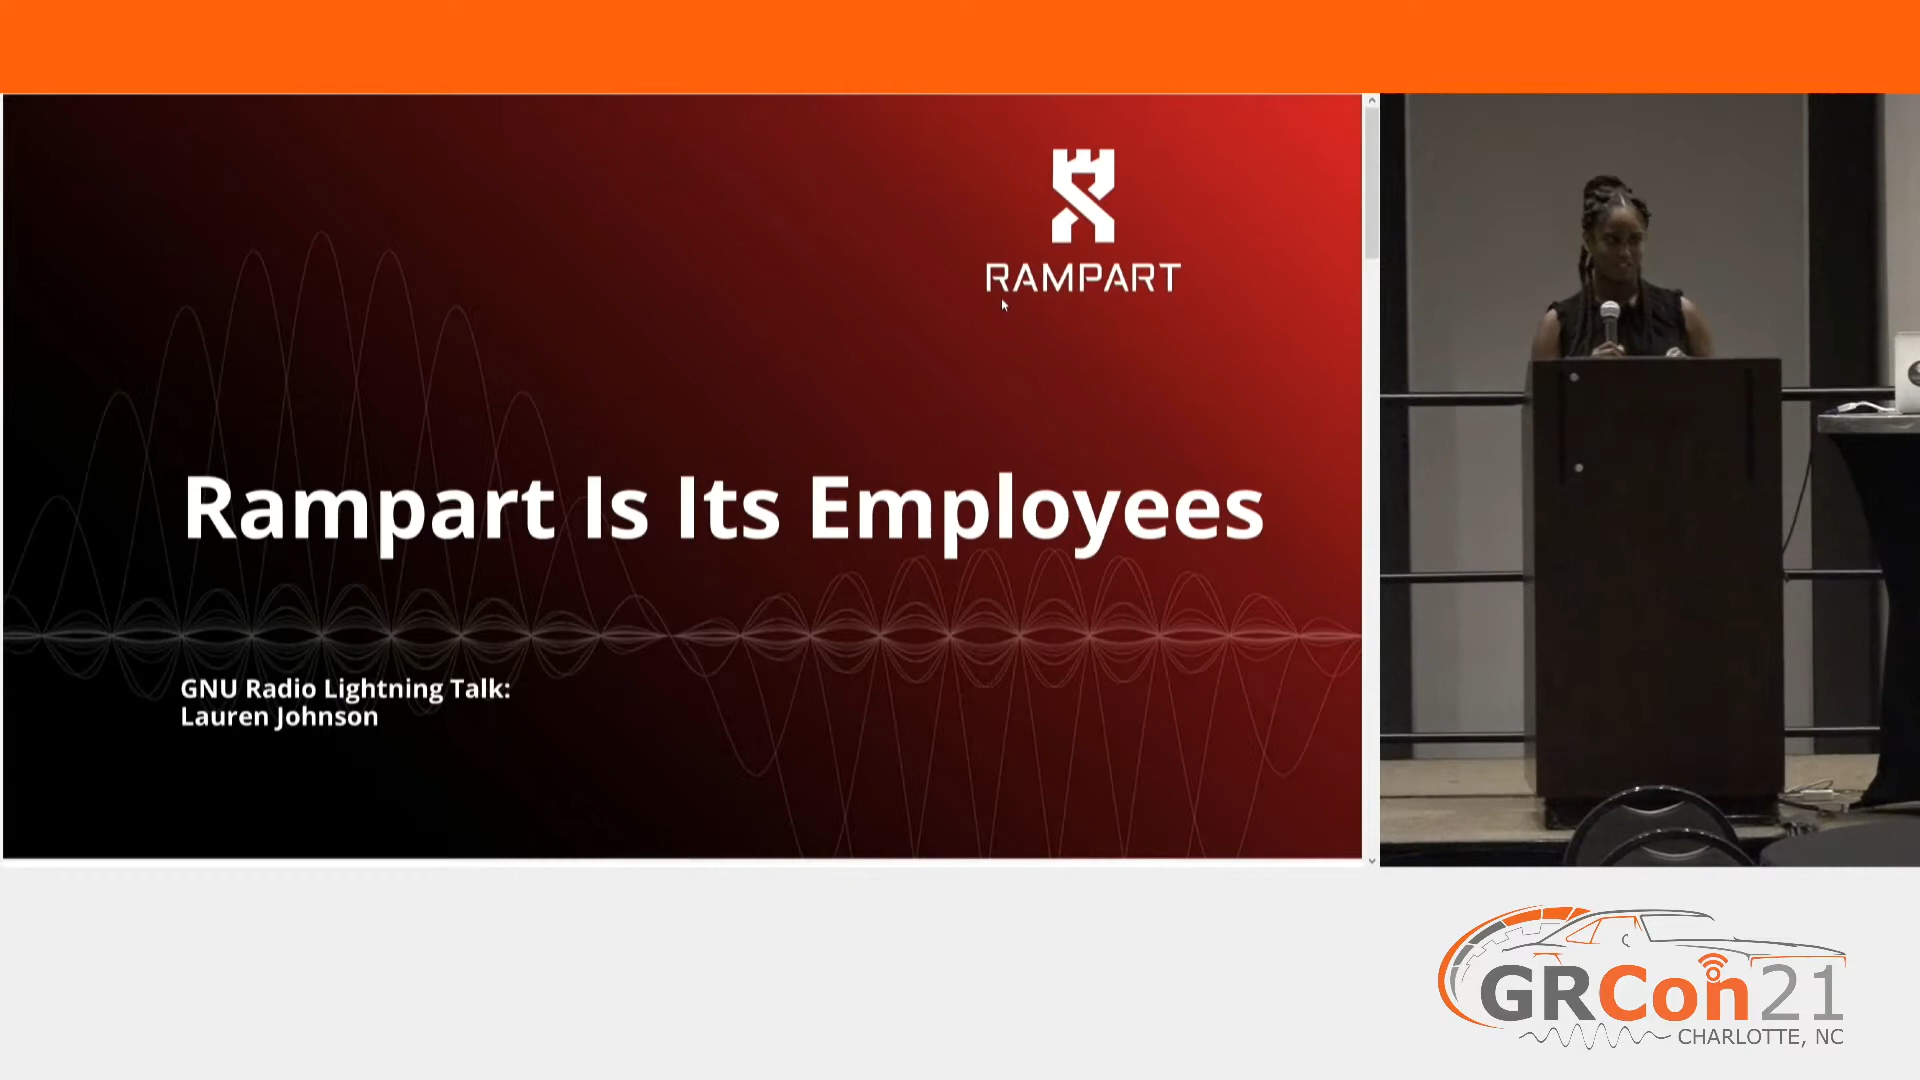 RAMPART
Rampart Is Its Employees
GNU Radio Lightning Talk:
Lauren Johnson
GRCon21
CHARLOTTE, NC